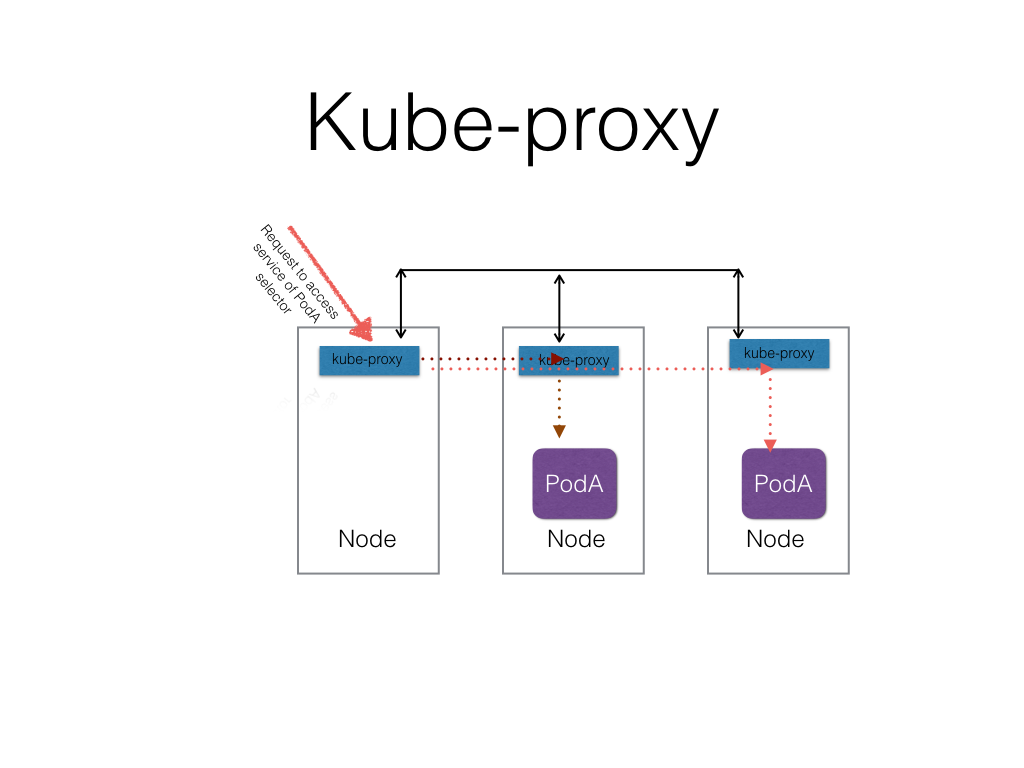 Kube-proxy
Request to access
service of PodA
selector
kube-proxy
kube-proxy
kube-proxy
PodA
PodA
Node
Node
Node